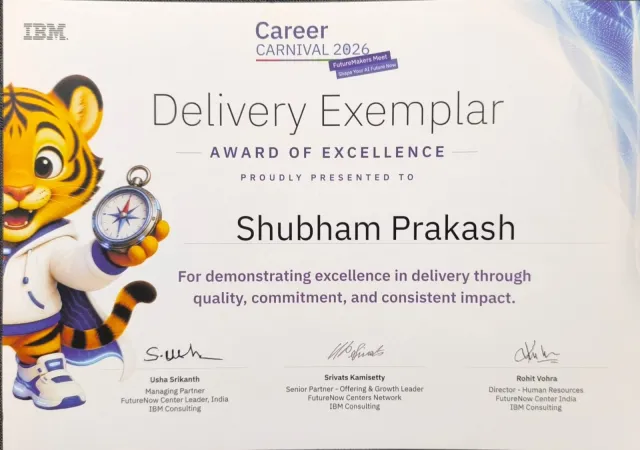 IBM.
Career
CARNIVAL 2026
FutureMakers Meet
Shape Your AI Future Now
Delivery Exemplar
AWARD OF EXCELLENCE
PROUDLY PRESENTED TO
Shubham Prakash
For demonstrating excellence in delivery through
quality, commitment, and consistent impact.
Usha Srikanth
Managing Partner
FutureNow Center Leader, India
IBM Consulting
Srivats Kamisetty
Senior Partner - Offering & Growth Leader
FutureNow Centers Network
IBM Consulting
Rohit Vohra
Director - Human Resources
FutureNow Center India
IBM Consulting